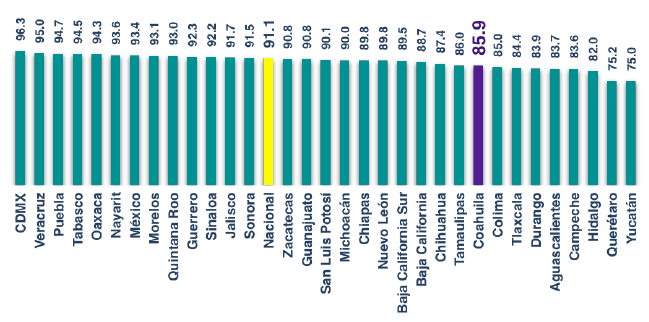 96.3
95.0
94.7
94.5
94.3
93.6
93.4
93.1
93.0
92.3
92.2
91.7
91.5
91.1
90.8
90.8
90.1
90.0
89.8
89.8
89.5
88.7
87.4
86.0
85.9
85.0
84.4
83.9
83.7
83.6
82.0
75.2
75.0
CDMX
Veracruz
Puebla
Tabasco
Oaxaca
Nayarit
México
Morelos
Quintana Roo
Guerrero
Sinaloa
Jalisco
Sonora
Nacional
Zacatecas
Guanajuato
San Luis Potosí
Michoacán
Chiapas
Nuevo León
Baja California Sur
Baja California
Chihuahua
Tamaulipas
Coahuila
Colima
Tlaxcala
Durango
Aguascalientes
Campeche
Hidalgo
Querétaro
Yucatán